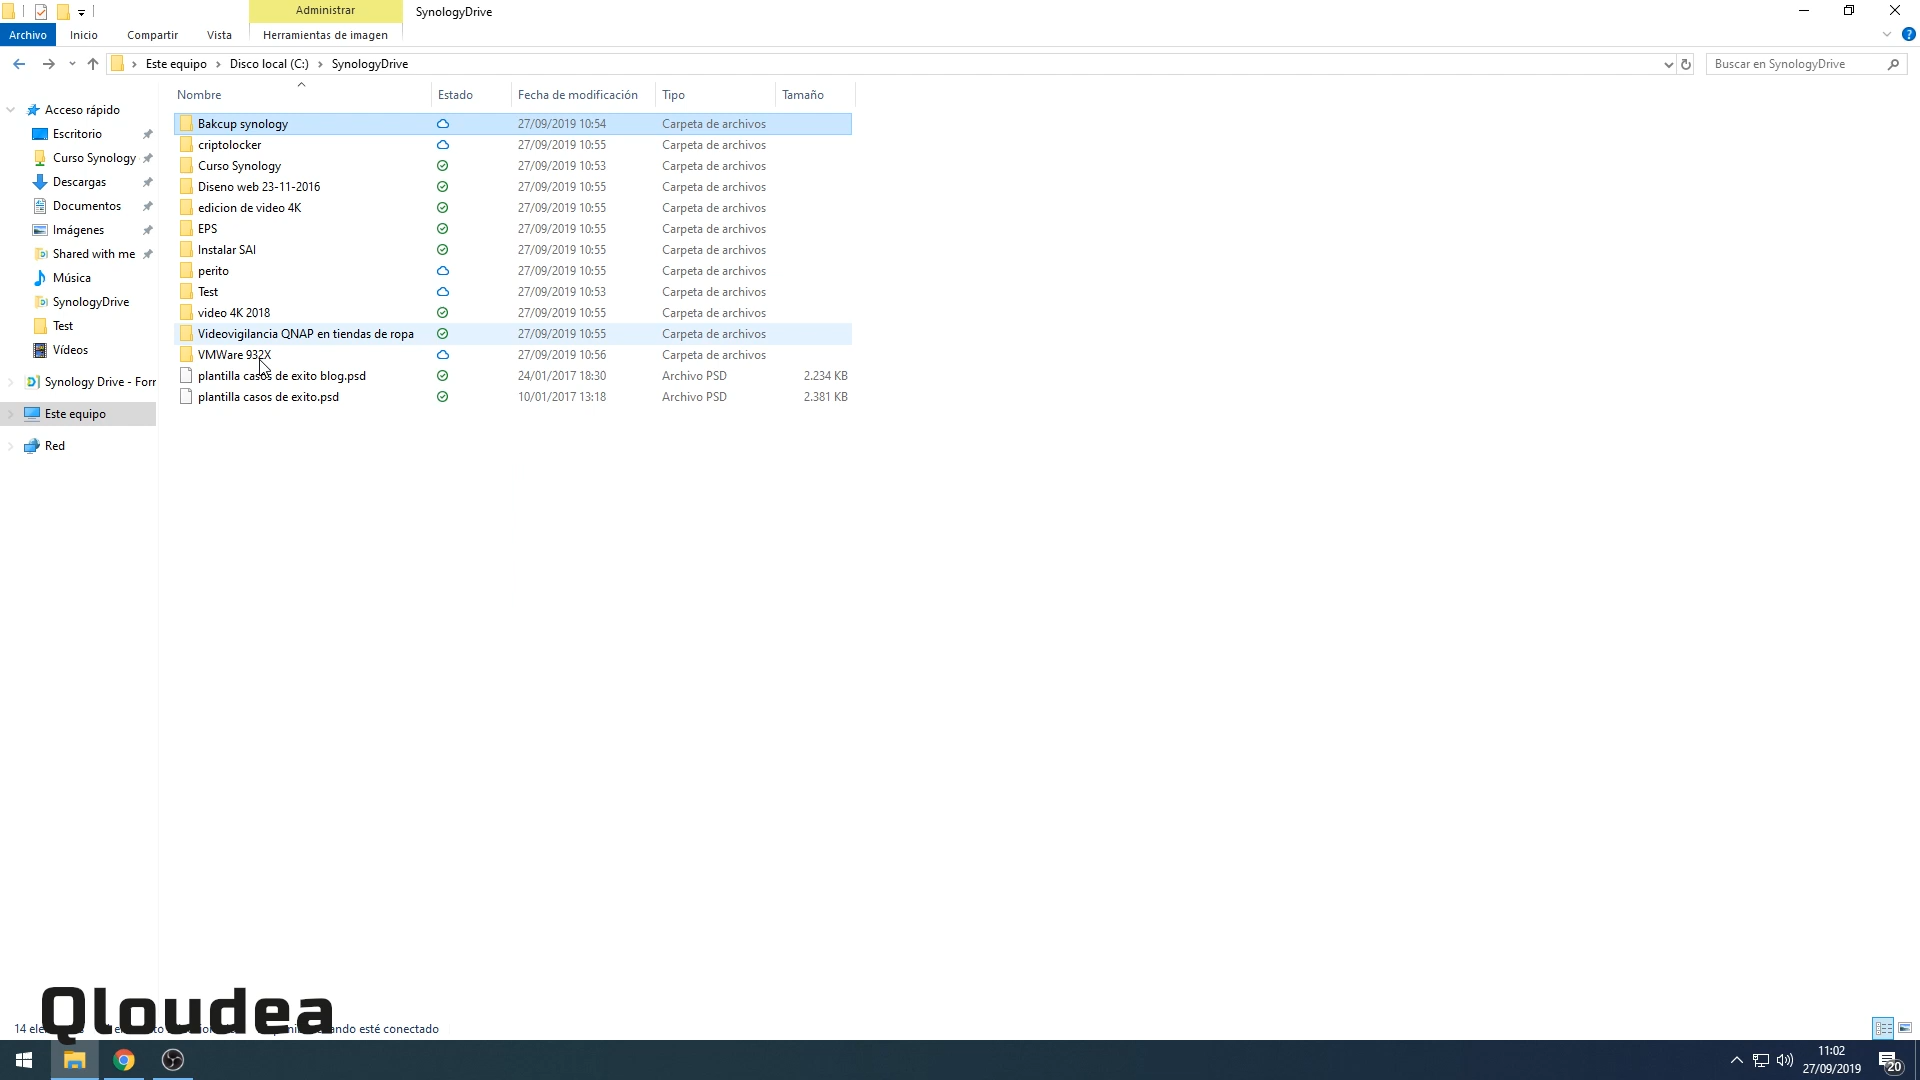 Administrar
SynologyDrive
Archivo
Inicio
Compartir
Vista
Herramientas de imagen
Este equipo
Disco local (C:)
SynologyDrive
Buscar en SynologyDrive
Nombre
Estado
Fecha de modificación
Tipo
Tamaño
Acceso rápido
Escritorio
Curso Synology
Descargas
Documentos
Imágenes
Shared with me
Música
SynologyDrive
Test
Vídeos
Synology Drive - Forr
Este equipo
Red
Bakcup synology 27/09/2019 10:54 Carpeta de archivos
criptolocker 27/09/2019 10:55 Carpeta de archivos
Curso Synology 27/09/2019 10:53 Carpeta de archivos
Diseno web 23-11-2016 27/09/2019 10:55 Carpeta de archivos
edicion de video 4K 27/09/2019 10:55 Carpeta de archivos
EPS 27/09/2019 10:55 Carpeta de archivos
Instalar SAI 27/09/2019 10:55 Carpeta de archivos
perito 27/09/2019 10:55 Carpeta de archivos
Test 27/09/2019 10:53 Carpeta de archivos
video 4K 2018 27/09/2019 10:55 Carpeta de archivos
Videovigilancia QNAP en tiendas de ropa 27/09/2019 10:55 Carpeta de archivos
VMWare 932X 27/09/2019 10:56 Carpeta de archivos
plantilla casos de exito blog.psd 24/01/2017 18:30 Archivo PSD 2.234 KB
plantilla casos de exito.psd 10/01/2017 13:18 Archivo PSD 2.381 KB
Qloudea
14 esté conectado
11:02
27/09/2019
20